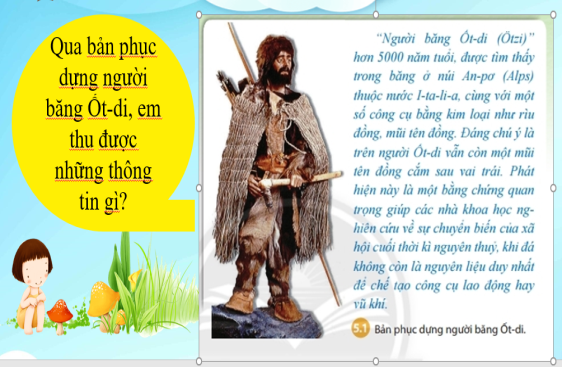 Qua bản phục
dựng người
băng Ốt-di, em
thu được
những thông
tin gì?
“Người băng Ốt-di (Ötzi)”
hơn 5000 năm tuổi, được tìm thấy
trong băng ở núi An-pơ (Alps)
thuộc nước I-ta-li-a, cùng với một
số công cụ bằng kim loại như rìu
đồng, mũi tên đồng. Đáng chú ý là
trên người Ốt-di vẫn còn một mũi
tên đồng cắm sau vai trái. Phát
hiện này là một bằng chứng quan
trọng giúp các nhà khoa học ng-
hiên cứu về sự chuyển biến của xã
hội cuối thời kì nguyên thuỷ, khi đá
không còn là nguyên liệu duy nhất
để chế tạo công cụ lao động hay
vũ khí.
5.1 Bản phục dựng người băng Ốt-di.